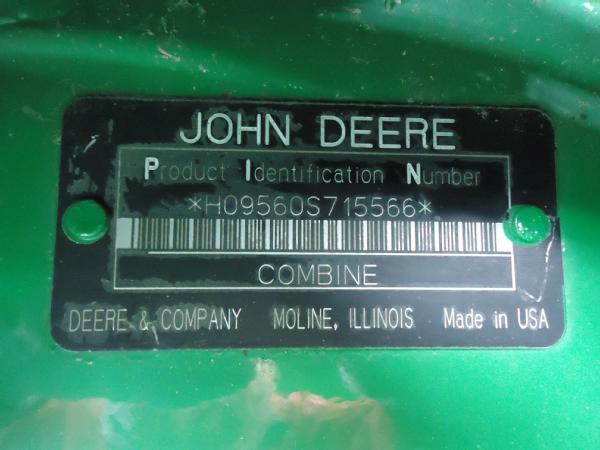 JOHN DEERE
Product Identification Number
*H09560S715566*
COMBINE
DEERE & COMPANY MOLINE, ILLINOIS Made in USA